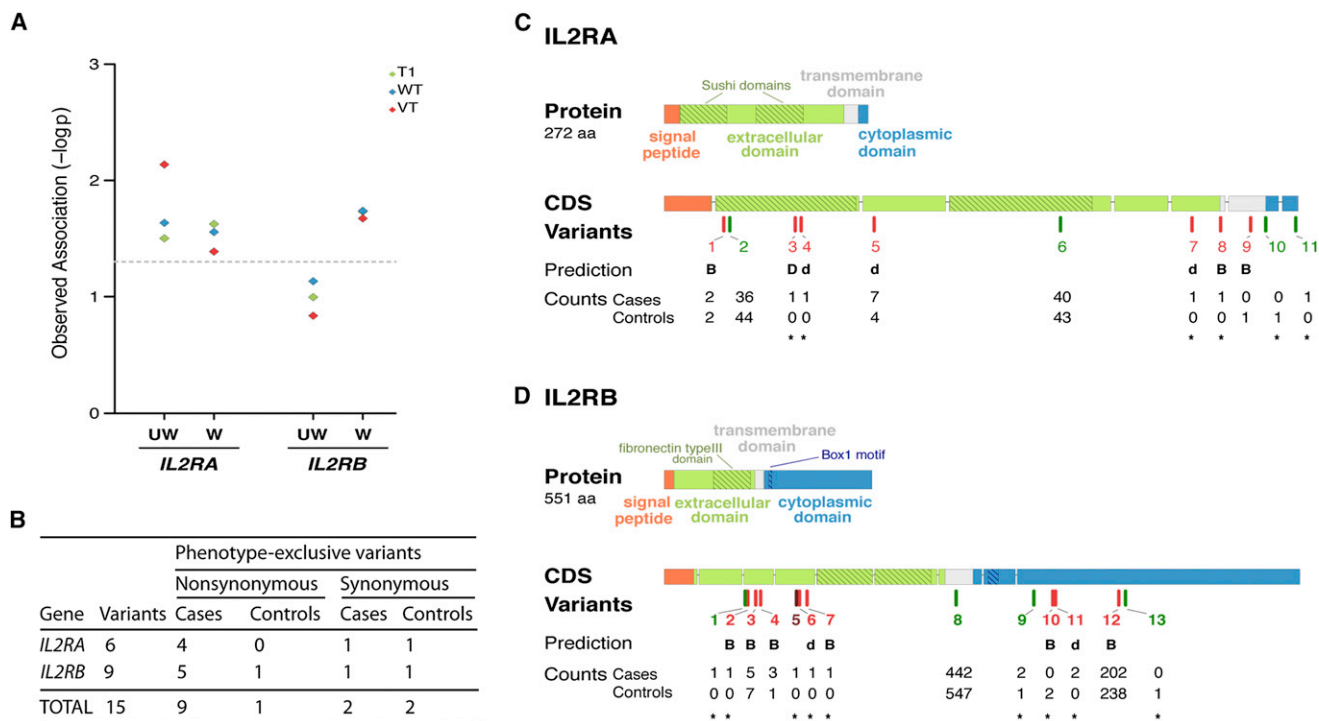 A
Observed Association (–logp)
3
2
1
0
T1
WT
VT
UW W UW W
IL2RA IL2RB
B
Phenotype-exclusive variants
Nonsynonymous Synonymous
Gene Variants Cases Controls Cases Controls
IL2RA 6 4 0 1 1
IL2RB 9 5 1 1 1
TOTAL 15 9 1 2 2
C IL2RA
transmembrane
domain
Sushi domains
Protein
272 aa
signal
peptide
extracellular
domain
cytoplasmic
domain
CDS
Variants
1 2 3 4 5 6 7 8 9 10 11
Prediction B D d d d B B
Counts Cases 2 36 1 1 7 40 1 1 0 0 1
Controls 2 44 0 0 4 43 0 0 1 1 0
* * * * * *
D IL2RB
transmembrane
domain
fibronectin typeIII
domain
Box1 motif
Protein
551 aa
signal
peptide
extracellular
domain
cytoplasmic
domain
CDS
Variants
1 2 3 4 5 6 7 8 9 10 11 12 13
Prediction B B B d B B d B
Counts Cases 1 1 5 3 1 1 1 442 2 0 2 202 0
Controls 0 0 7 1 0 0 0 547 1 2 0 238 1
* * * * * * * * *